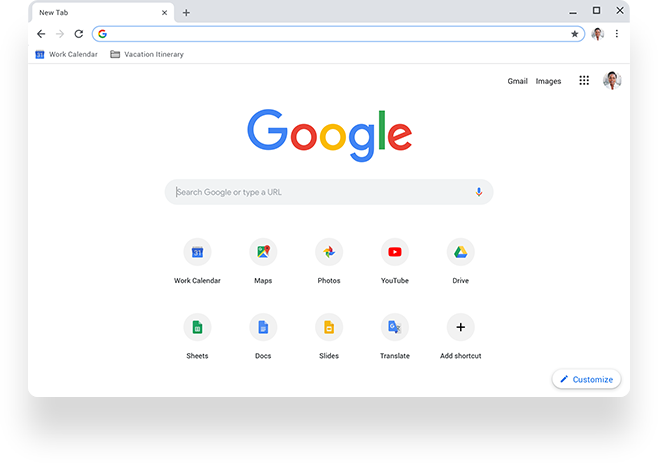 New Tab
Work Calendar Vacation Itinerary
Gmail Images
Google
Search Google or type a URL
31
Work Calendar Maps Photos YouTube Drive
Sheets Docs Slides Translate Add shortcut
Customize